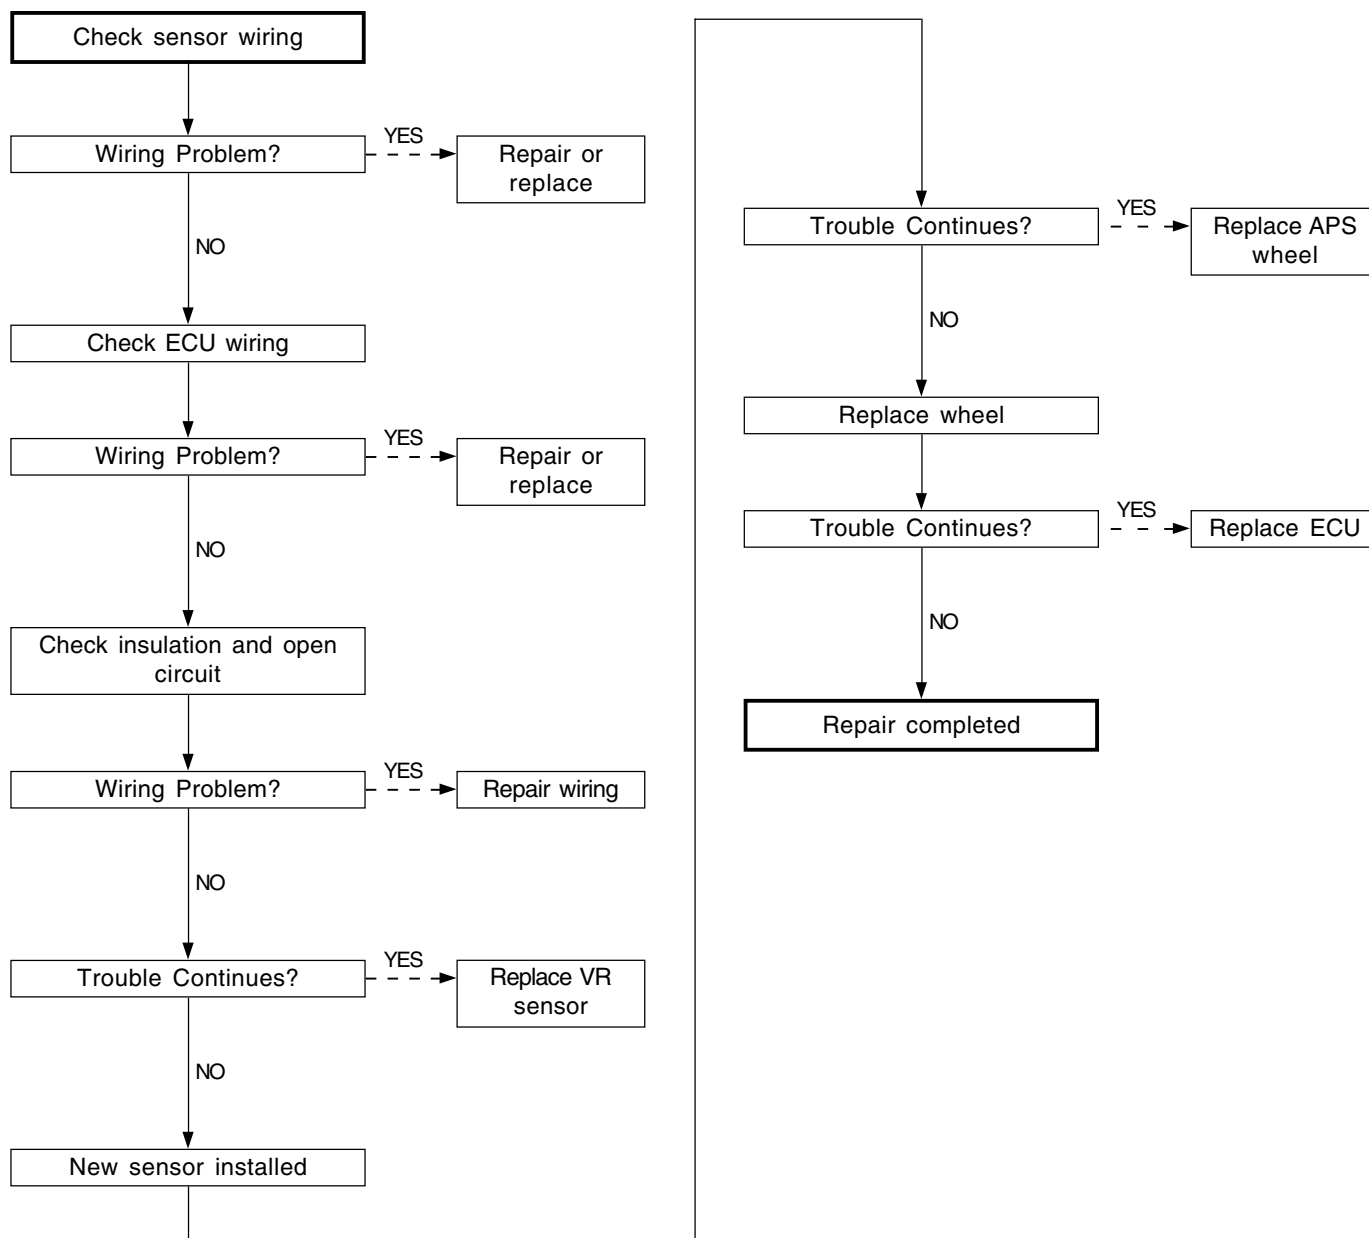 Check sensor wiring
Wiring Problem?
YES
Repair or
replace
NO
Check ECU wiring
Wiring Problem?
YES
Repair or
replace
NO
Check insulation and open
circuit
Wiring Problem?
YES
Repair wiring
NO
Trouble Continues?
YES
Replace VR
sensor
NO
New sensor installed
Trouble Continues?
YES
Replace APS
wheel
NO
Replace wheel
Trouble Continues?
YES
Replace ECU
NO
Repair completed